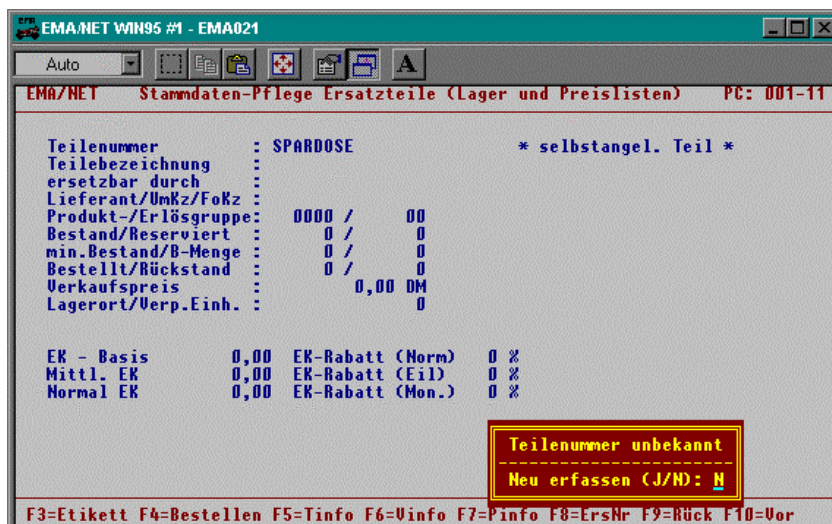 EMA/NET WIN95 #1 - EMA021
Auto
A
EMA/NET Stammdaten-Pflege Ersatzteile (Lager und Preislisten) PC: 001-11
Teilenummer : SPARDOSE * selbstangel. Teil *
Teilebezeichnung :
ersetzbar durch :
Lieferant/VmKz/FoKz :
Produkt-/Erlösgruppe: 0000 / 00
Bestand/Reserviert : 0 / 0
min.Bestand/B-Menge : 0 / 0
Bestellt/Rückstand : 0 / 0
Verkaufspreis : 0,00 DM
Lagerort/Verp.Einh. : 0
EK - Basis 0,00 EK-Rabatt (Norm) 0 %
Mittl. EK 0,00 EK-Rabatt (Eil) 0 %
Normal EK 0,00 EK-Rabatt (Mon.) 0 %
Teilenummer unbekannt
Neu erfassen (J/N): N
F3=Etikett F4=Bestellen F5=Tinfo F6=Vinfo F7=Pinfo F8=ErsNr F9=Rück F10=Vor